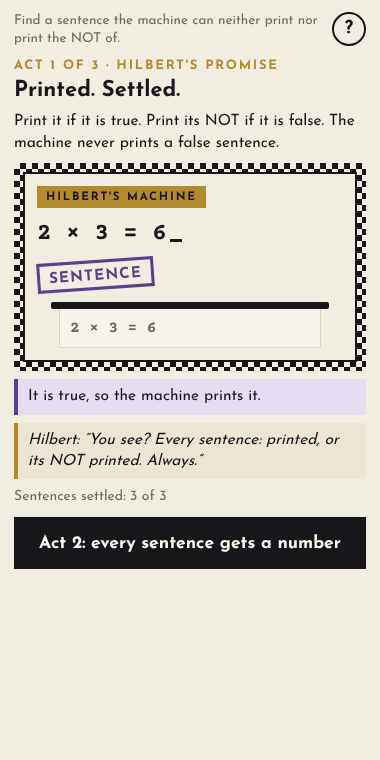 Find a sentence the machine can neither print nor
print the NOT of.
?
ACT 1 OF 3 · HILBERT'S PROMISE
Printed. Settled.
Print it if it is true. Print its NOT if it is false. The
machine never prints a false sentence.
HILBERT'S MACHINE
2 × 3 = 6_
SENTENCE
2 × 3 = 6
It is true, so the machine prints it.
Hilbert: “You see? Every sentence: printed, or
its NOT printed. Always.”
Sentences settled: 3 of 3
Act 2: every sentence gets a number